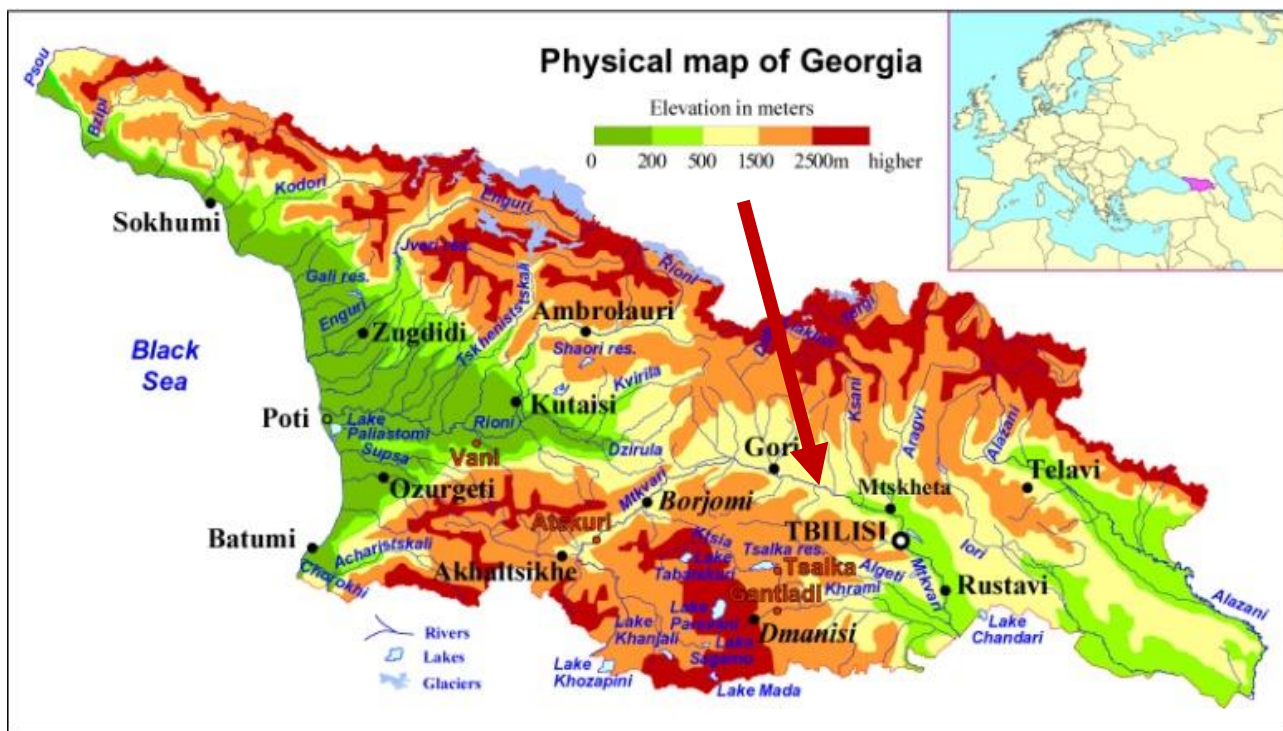 Physical map of Georgia
Elevation in meters
0 200 500 1500 2500m higher
Psou
Bzipi
Kodori
Enguri
Sokhumi
Jvari res.
Rioni
Gali res.
Tskhenistskali
Ambrolauri
Didi Liakhvi
Tergi
Enguri
Zugdidi
Shaori res.
Black
Sea
Kvirila
Ksani
Aragvi
Alazani
Kutaisi
Poti
Lake
Paliastomi
Rioni
Dzirula
Gori
Vani
Supsa
Telavi
Ozurgeti
Mtkvari
Borjomi
Mtskheta
Atskuri
TBILISI
Batumi
Ktsia
Tsalka res.
Iori
Acharistskali
Akhaltsikhe
Lake
Tabatskuri
Tsalka
Algeti
Mtkvari
Chorokhi
Gantiadi
Khrami
Rustavi
Alazani
Lake
Paravani
Dmanisi
Lake
Khanjali
Lake
Chandari
Rivers
Lake
Sagamo
Lakes
Lake
Khozapini
Glaciers
Lake Mada